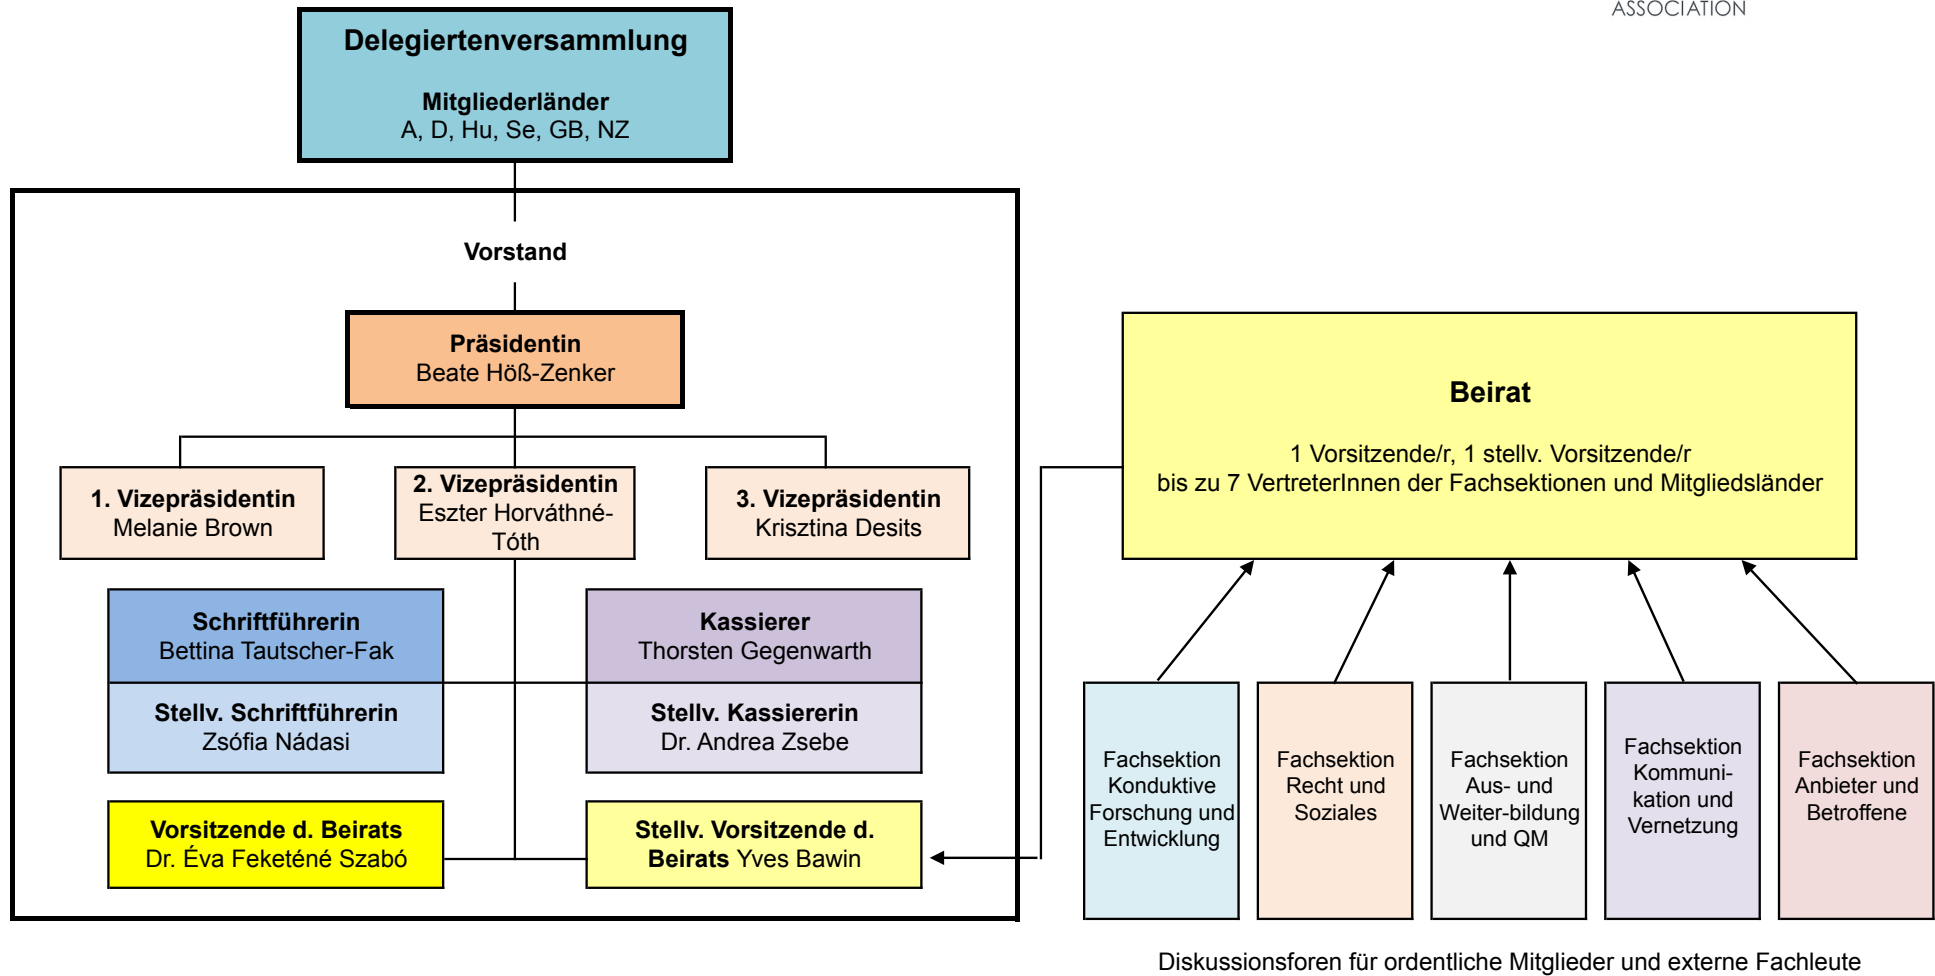 ASSOCIATION
Delegiertenversammlung
Mitgliederländer
A, D, Hu, Se, GB, NZ
Vorstand
Präsidentin
Beate Höß-Zenker
1. Vizepräsidentin
Melanie Brown
2. Vizepräsidentin
Eszter Horváthné-
Tóth
3. Vizepräsidentin
Krisztina Desits
Schriftführerin
Bettina Tautscher-Fak
Kassierer
Thorsten Gegenwarth
Stellv. Schriftführerin
Zsófia Nádasi
Stellv. Kassiererin
Dr. Andrea Zsebe
Vorsitzende d. Beirats
Dr. Éva Feketéné Szabó
Stellv. Vorsitzende d.
Beirats Yves Bawin
Beirat
1 Vorsitzende/r, 1 stellv. Vorsitzende/r
bis zu 7 VertreterInnen der Fachsektionen und Mitgliedsländer
Fachsektion
Konduktive
Forschung und
Entwicklung
Fachsektion
Recht und
Soziales
Fachsektion
Aus- und
Weiter-bildung
und QM
Fachsektion
Kommuni-
kation und
Vernetzung
Fachsektion
Anbieter und
Betroffene
Diskussionsforen für ordentliche Mitglieder und externe Fachleute